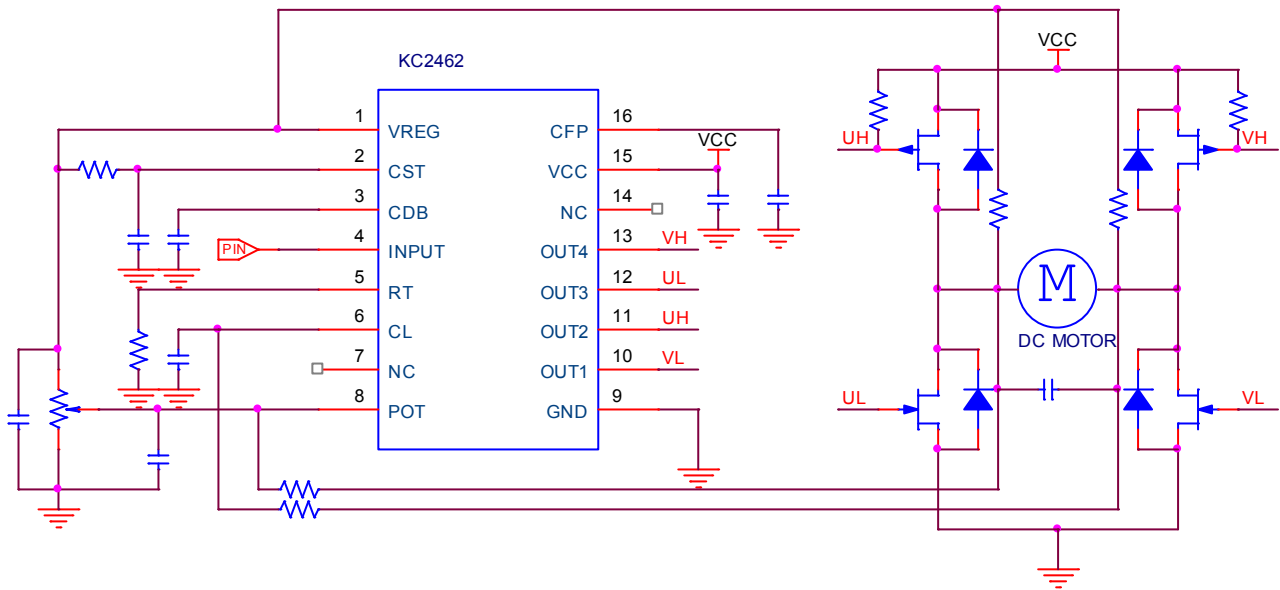 VCC
KC2462
1
VREG
CFP
16
VCC
UH
VH
2
CST
VCC
15
3
CDB
NC
14
PIN
4
INPUT
OUT4
13
VH
5
RT
OUT3
12
UL
6
CL
OUT2
11
UH
M
DC MOTOR
7
NC
OUT1
10
VL
8
POT
GND
9
UL
VL